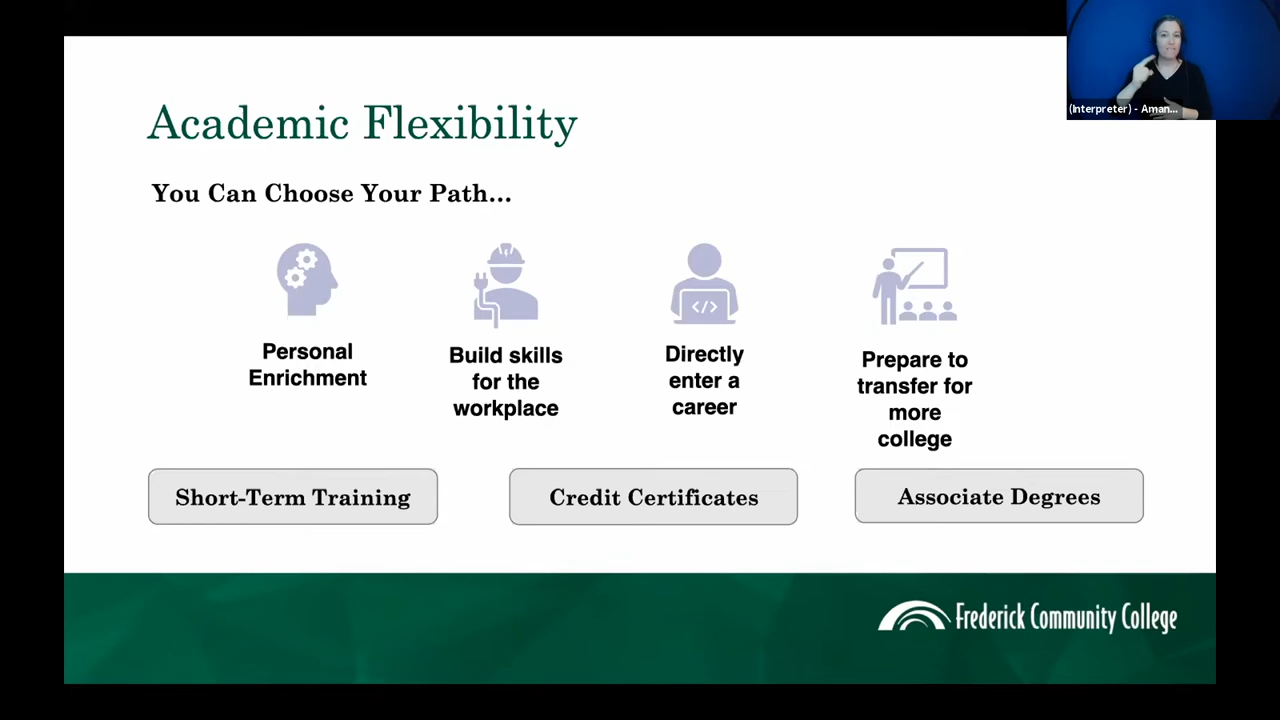 (Interpreter) - Aman...
Academic Flexibility
You Can Choose Your Path...
Personal
Enrichment
Build skills
for the
workplace
</>
Directly
enter a
career
Prepare to
transfer for
more
college
Short-Term Training
Credit Certificates
Associate Degrees
Frederick Community College